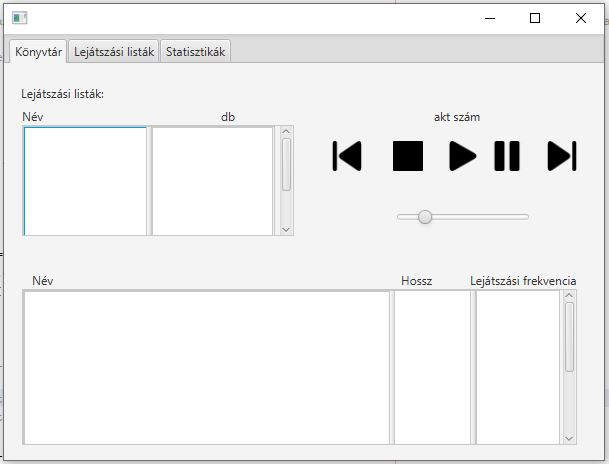 Könyvtár Lejátszási listák Statisztikák
Lejátszási listák:
Név db akt szám
Név Hossz Lejátszási frekvencia